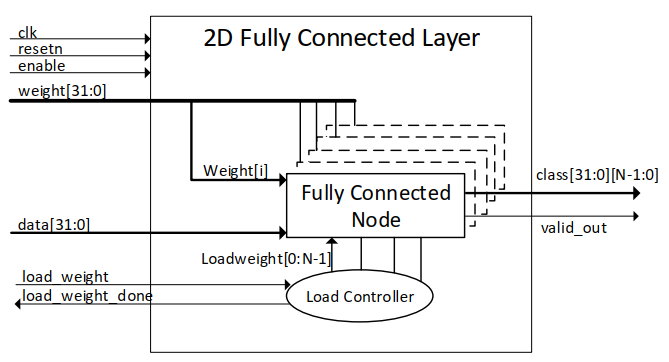 2D Fully Connected Layer
clk
resetn
enable
weight[31:0]
Weight[i]
class[31:0][N-1:0]
Fully Connected
Node
data[31:0]
valid_out
Loadweight[0:N-1]
load_weight
load_weight_done
Load Controller